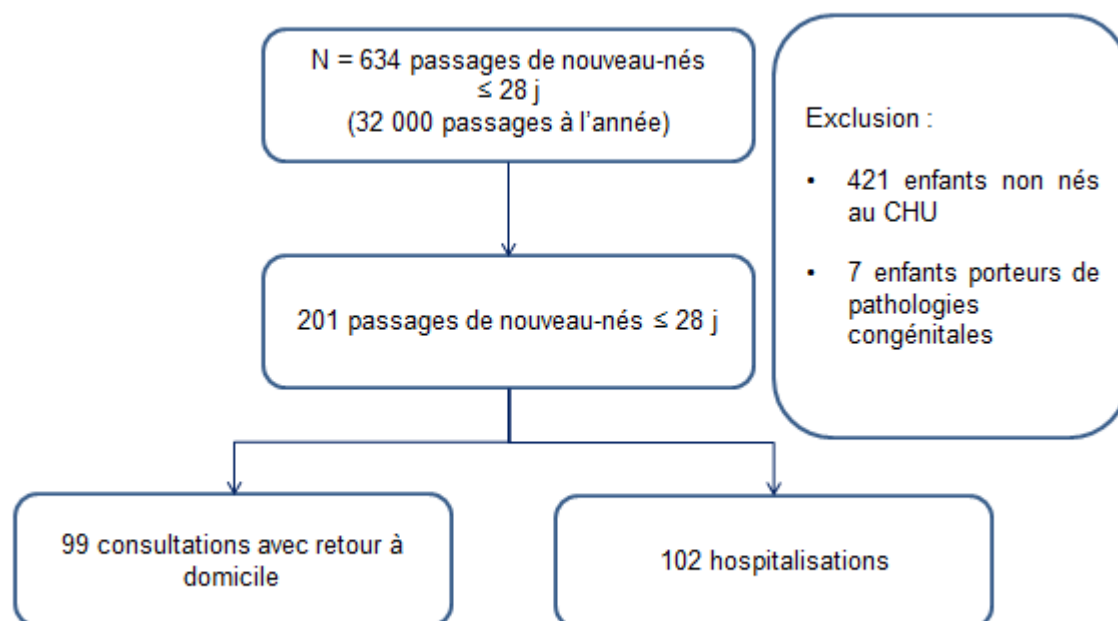 N = 634 passages de nouveau-nés
≤ 28 j
(32 000 passages à l'année)
Exclusion :
• 421 enfants non nés
au CHU
• 7 enfants porteurs de
pathologies
congénitales
201 passages de nouveau-nés ≤ 28 j
99 consultations avec retour à
domicile
102 hospitalisations